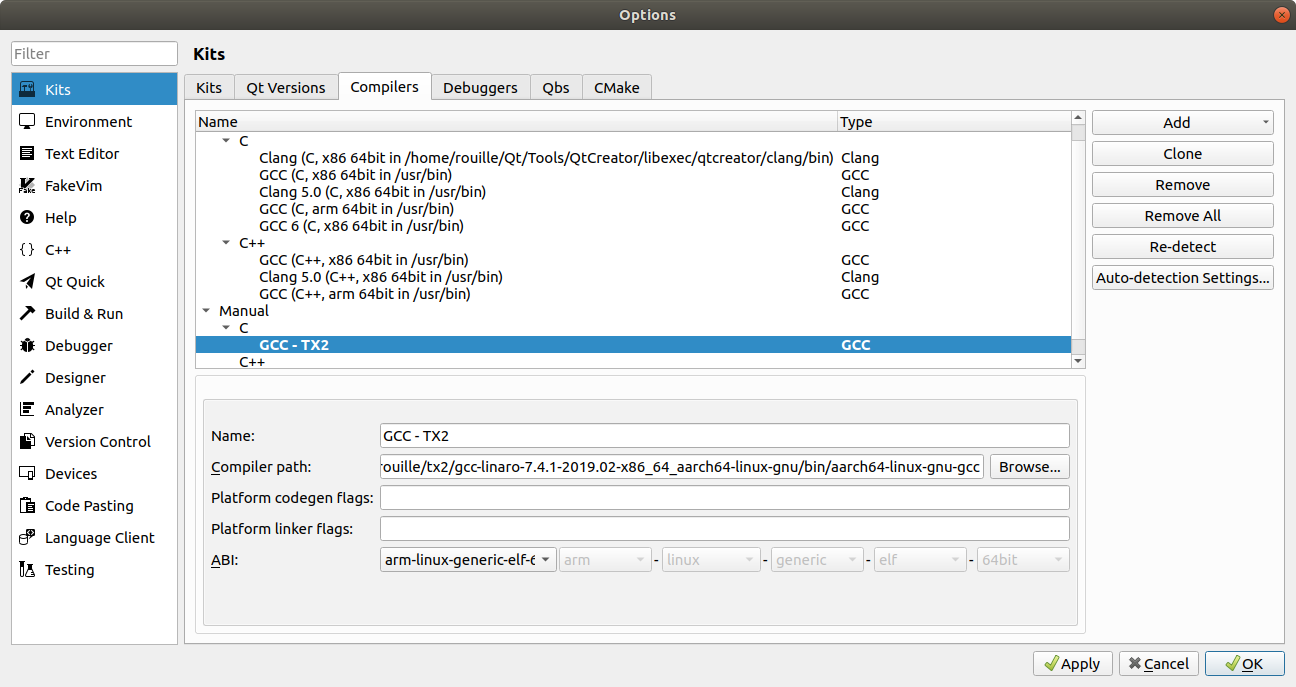 Options
Filter
Kits
Environment
Text Editor
FakeVim
Help
C++
Qt Quick
Build & Run
Debugger
Designer
Analyzer
Version Control
Devices
Code Pasting
Language Client
Testing
Kits
Kits Qt Versions Compilers Debuggers Qbs CMake
Name Type
C
Clang (C, x86 64bit in /home/rouille/Qt/Tools/QtCreator/libexec/qtcreator/clang/bin) Clang
GCC (C, x86 64bit in /usr/bin) GCC
Clang 5.0 (C, x86 64bit in /usr/bin) Clang
GCC (C, arm 64bit in /usr/bin) GCC
GCC 6 (C, x86 64bit in /usr/bin) GCC
C++
GCC (C++, x86 64bit in /usr/bin) GCC
Clang 5.0 (C++, x86 64bit in /usr/bin) Clang
GCC (C++, arm 64bit in /usr/bin) GCC
Manual
C
GCC - TX2 GCC
C++
Add
Clone
Remove
Remove All
Re-detect
Auto-detection Settings...
Name: GCC - TX2
Compiler path: rouille/tx2/gcc-linaro-7.4.1-2019.02-x86_64_aarch64-linux-gnu/bin/aarch64-linux-gnu-gcc Browse...
Platform codegen flags:
Platform linker flags:
ABI: arm-linux-generic-elf-6 arm - linux - generic - elf - 64bit
Apply Cancel OK